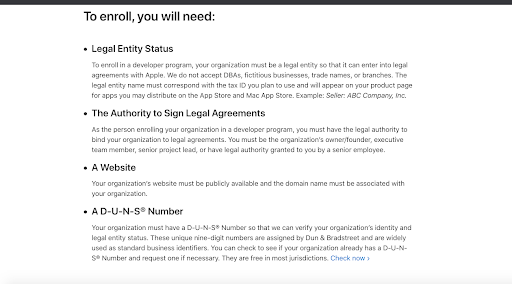 To enroll, you will need:
• Legal Entity Status
To enroll in a developer program, your organization must be a legal entity so that it can enter into legal
agreements with Apple. We do not accept DBAs, fictitious businesses, trade names, or branches. The
legal entity name must correspond with the tax ID you plan to use and will appear on your product page
for apps you may distribute on the App Store and Mac App Store. Example: Seller: ABC Company, Inc.
• The Authority to Sign Legal Agreements
As the person enrolling your organization in a developer program, you must have the legal authority to
bind your organization to legal agreements. You must be the organization's owner/founder, executive
team member, senior project lead, or have legal authority granted to you by a senior employee.
• A Website
Your organization's website must be publicly available and the domain name must be associated with
your organization.
• A D-U-N-S® Number
Your organization must have a D-U-N-S® Number so that we can verify your organization's identity and
legal entity status. These unique nine-digit numbers are assigned by Dun & Bradstreet and are widely
used as standard business identifiers. You can check to see if your organization already has a D-U-N-
S® Number and request one if necessary. They are free in most jurisdictions. Check now ›